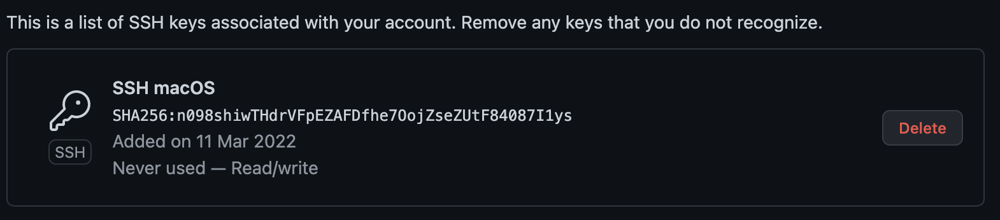 This is a list of SSH keys associated with your account. Remove any keys that you do not recognize.
SSH macOS
SHA256:n098shiwTHdrVFpEZAFDfhe7OojZseZUtF84087I1ys
Added on 11 Mar 2022
Never used — Read/write
SSH
Delete